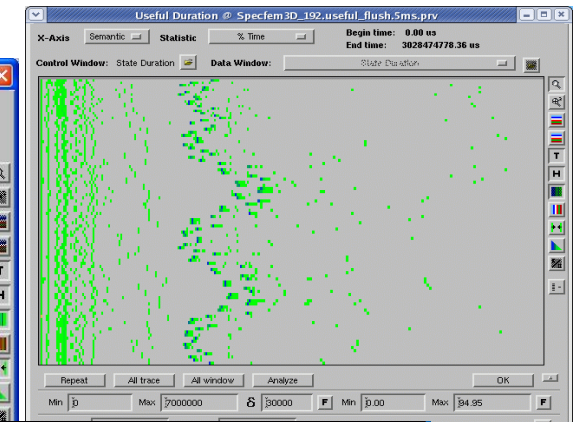 Useful Duration @ Specfem3D_192.useful_flush.5ms.prv
X-Axis Semantic Statistic % Time Begin time: 0.00 us
End time: 3028474778.36 us
Control Window: State Duration Data Window: State Duration
T
H
Repeat All trace All window Analyze OK
Min 0 Max 7000000 δ 30000 F Min 0.00 Max 94.95 F